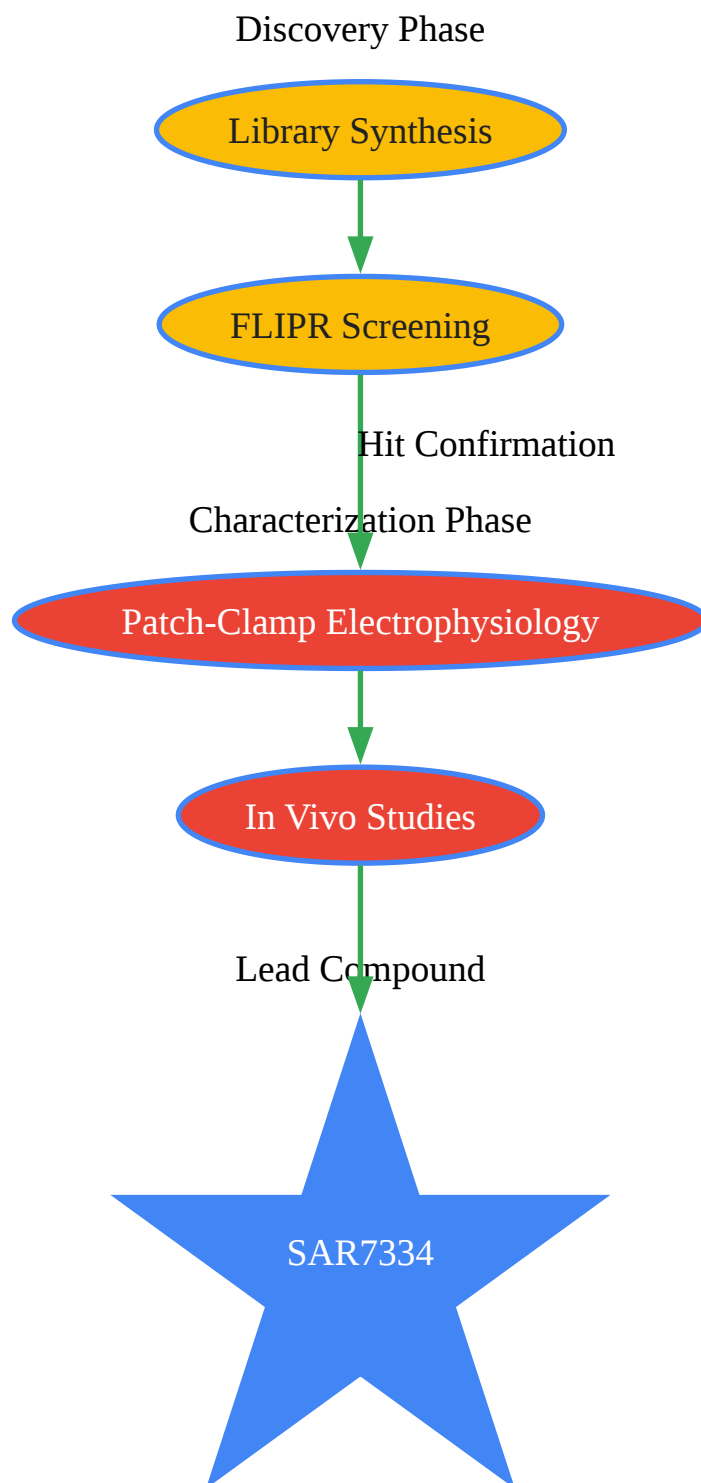 Discovery Phase
Library Synthesis
FLIPR Screening
Hit Confirmation
Characterization Phase
Patch-Clamp Electrophysiology
In Vivo Studies
Lead Compound
SAR7334